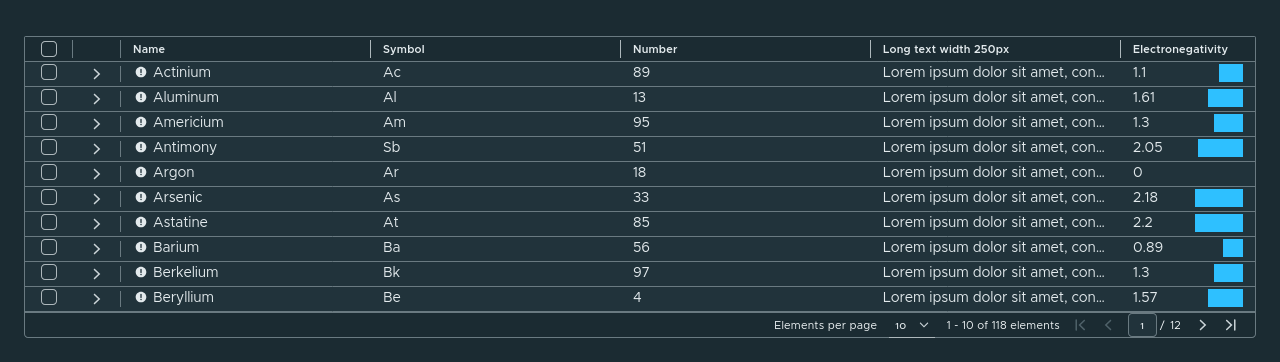 Name Symbol Number Long text width 250px Electronegativity
Actinium Ac 89 Lorem ipsum dolor sit amet, con... 1.1
Aluminum Al 13 Lorem ipsum dolor sit amet, con... 1.61
Americium Am 95 Lorem ipsum dolor sit amet, con... 1.3
Antimony Sb 51 Lorem ipsum dolor sit amet, con... 2.05
Argon Ar 18 Lorem ipsum dolor sit amet, con... 0
Arsenic As 33 Lorem ipsum dolor sit amet, con... 2.18
Astatine At 85 Lorem ipsum dolor sit amet, con... 2.2
Barium Ba 56 Lorem ipsum dolor sit amet, con... 0.89
Berkelium Bk 97 Lorem ipsum dolor sit amet, con... 1.3
Beryllium Be 4 Lorem ipsum dolor sit amet, con... 1.57
Elements per page 10 1 - 10 of 118 elements 1 / 12